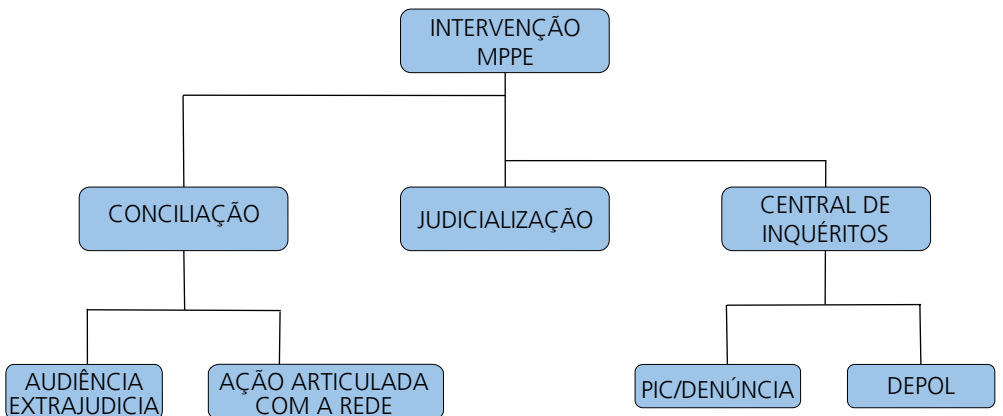 INTERVENÇÃO
MPPE
CONCILIAÇÃO
JUDICIALIZAÇÃO
CENTRAL DE
INQUÉRITOS
AUDIÊNCIA
EXTRAJUDICIA
AÇÃO ARTICULADA
COM A REDE
PIC/DENÚNCIA
DEPOL